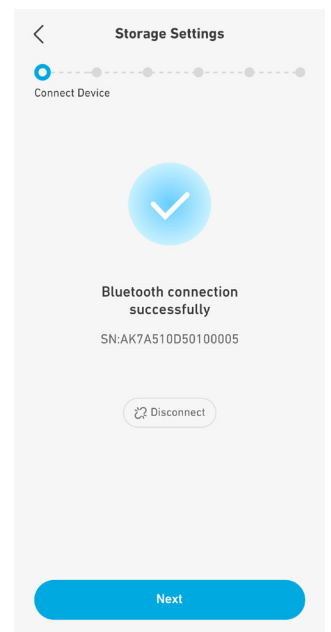 Storage Settings
Connect Device
Bluetooth connection
successfully
SN:AK7A510D50100005
Disconnect
Next